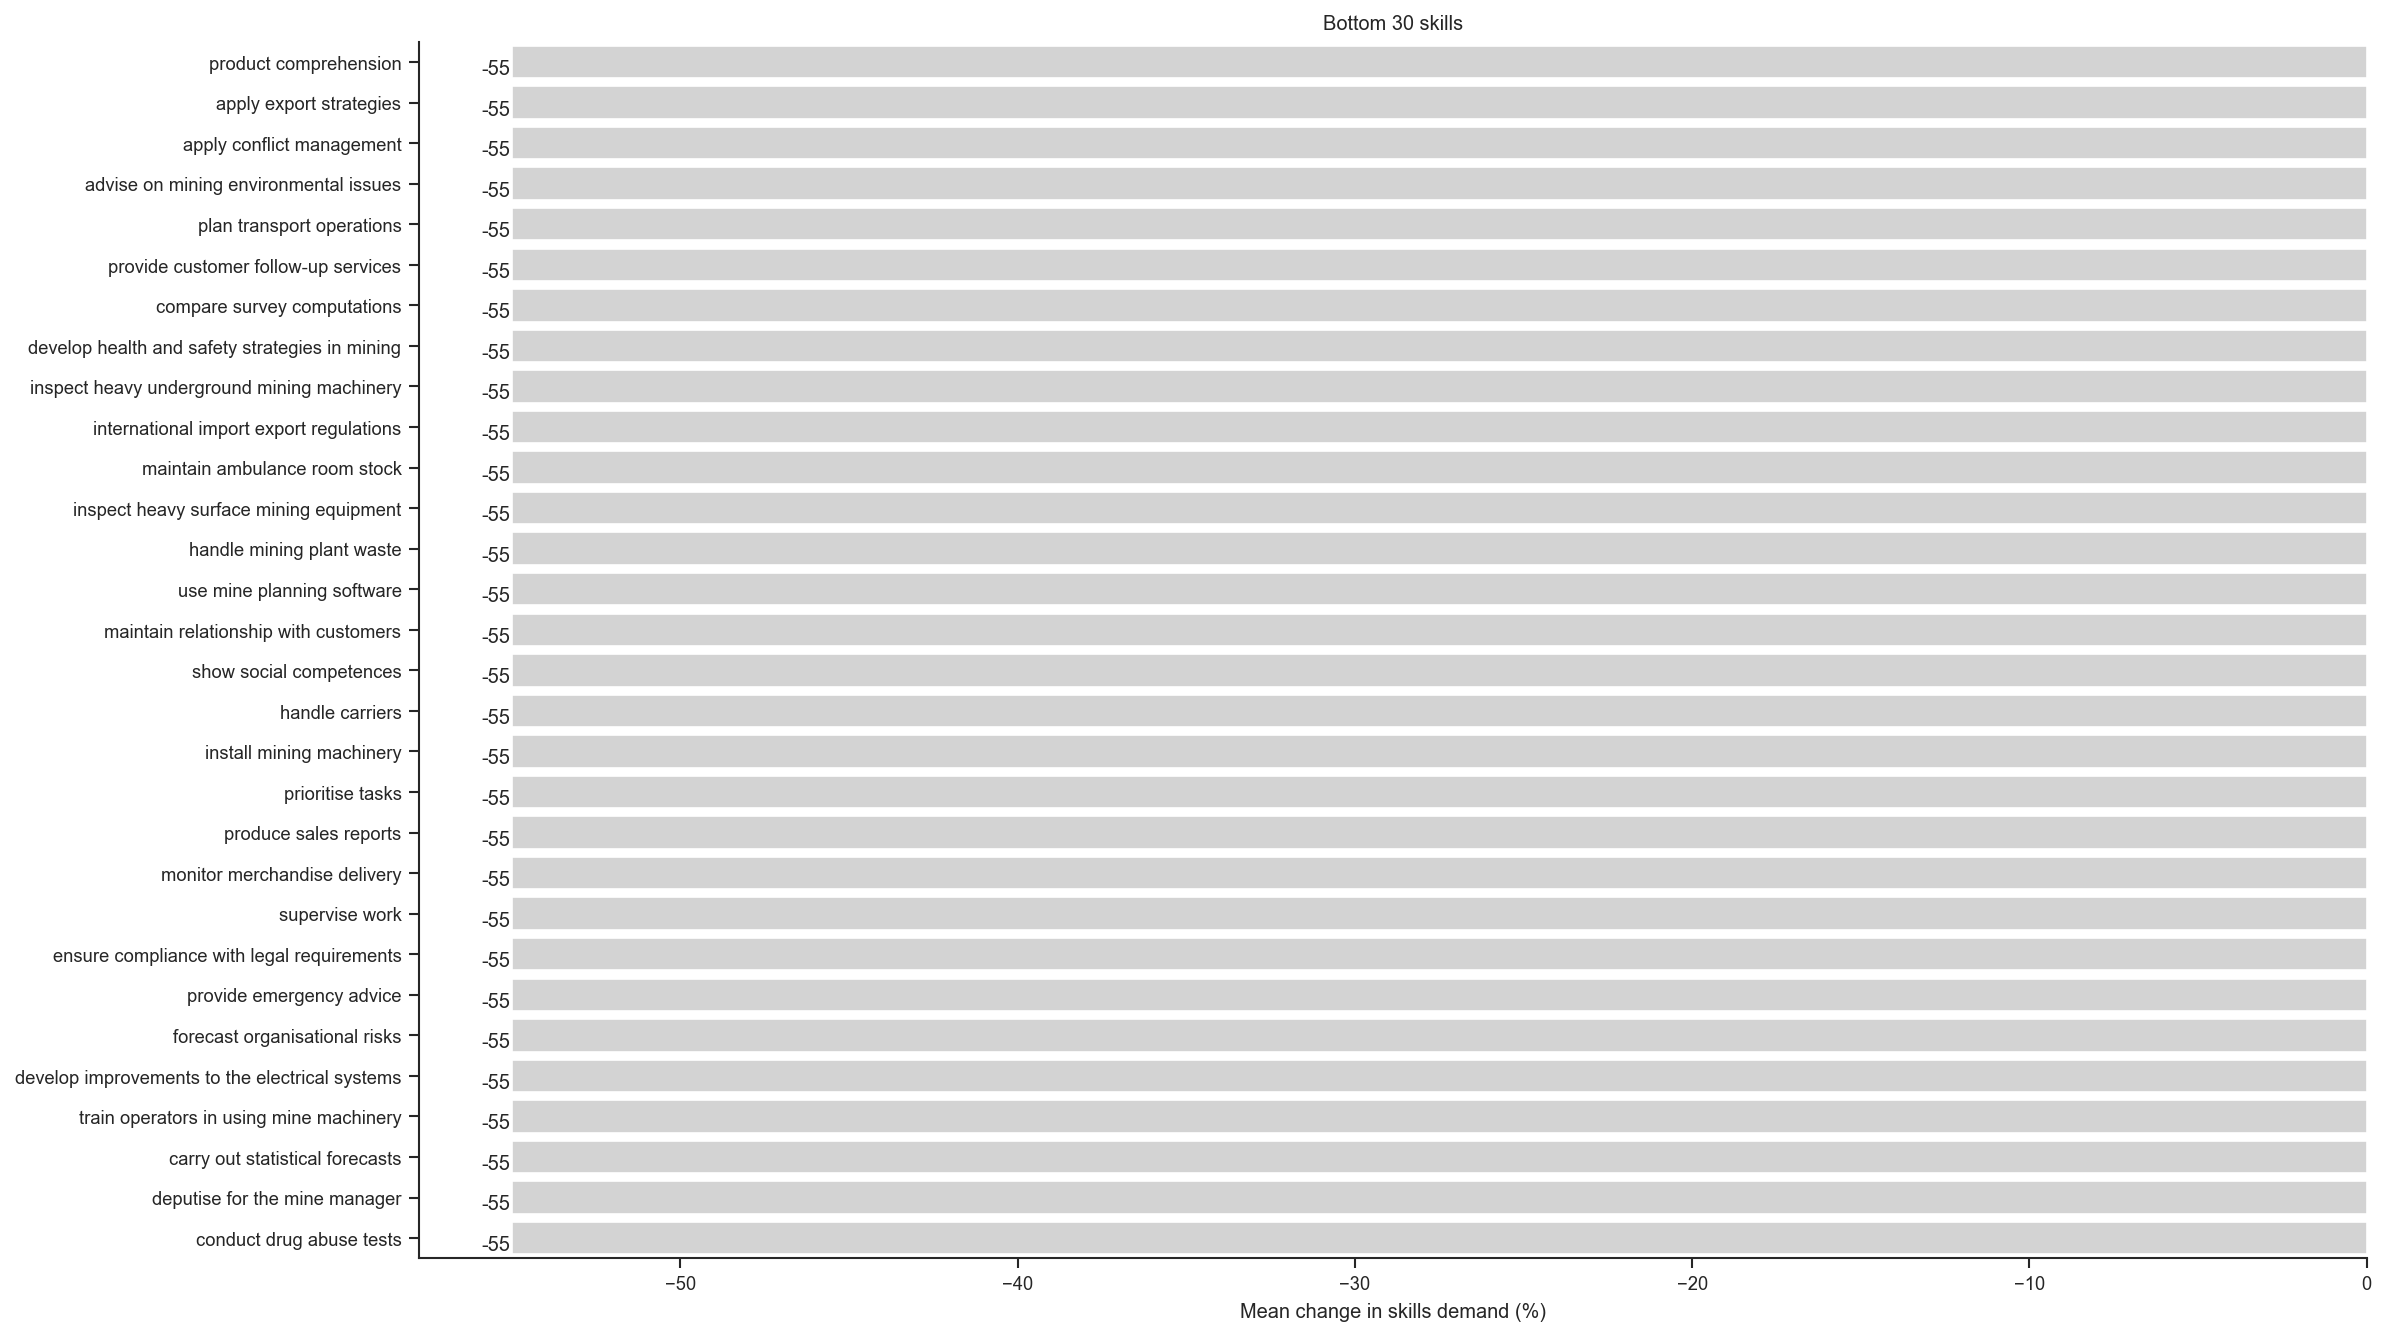 Bottom 30 skills
product comprehension -55
apply export strategies -55
apply conflict management -55
advise on mining environmental issues -55
plan transport operations -55
provide customer follow-up services -55
compare survey computations -55
develop health and safety strategies in mining -55
inspect heavy underground mining machinery -55
international import export regulations -55
maintain ambulance room stock -55
inspect heavy surface mining equipment -55
handle mining plant waste -55
use mine planning software -55
maintain relationship with customers -55
show social competences -55
handle carriers -55
install mining machinery -55
prioritise tasks -55
produce sales reports -55
monitor merchandise delivery -55
supervise work -55
ensure compliance with legal requirements -55
provide emergency advice -55
forecast organisational risks -55
develop improvements to the electrical systems -55
train operators in using mine machinery -55
carry out statistical forecasts -55
deputise for the mine manager -55
conduct drug abuse tests -55
−50 −40 −30 −20 −10 0
Mean change in skills demand (%)